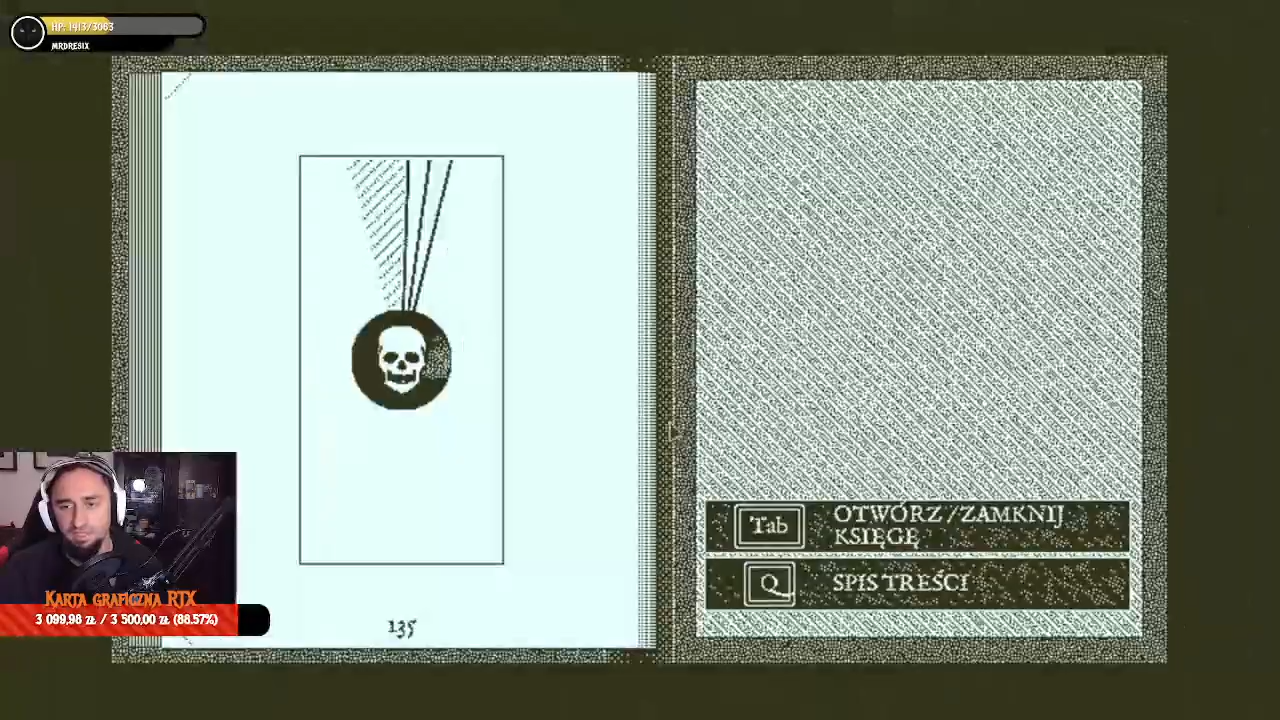 HP: 1413/3063
MRDRESIX
135
Tab
OTWÓRZ / ZAMKNIJ
KSIĘGĘ
Q
SPIS TREŚCI
Karta graficzna RTX
3 099,98 zł / 3 500,00 zł (88.57%)